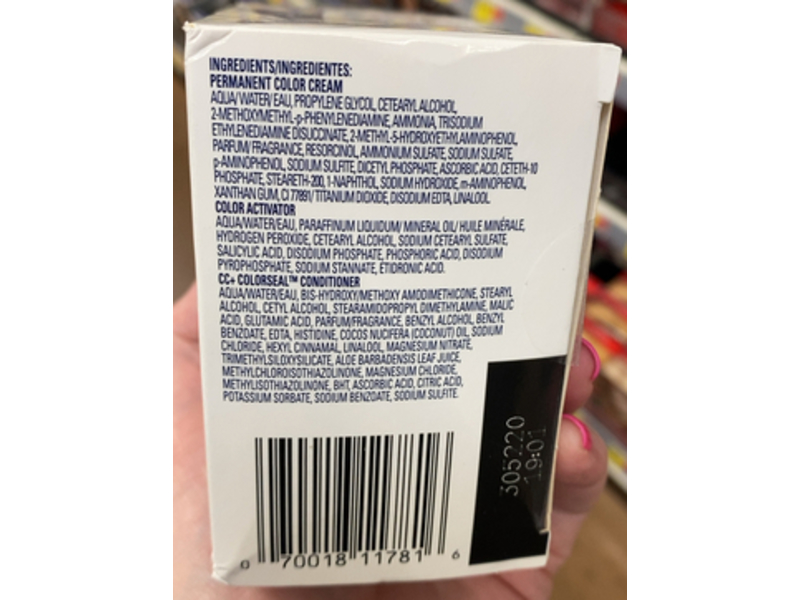 INGREDIENTS/INGREDIENTES:
PERMANENT COLOR CREAM
AQUA/WATER/EAU, PROPYLENE GLYCOL, CETEARYL ALCOHOL,
2-METHOXYMETHYL-p-PHENYLENEDIAMINE, AMMONIA, TRISODIUM
ETHYLENEDIAMINE DISUCCINATE, 2-METHYL-5-HYDROXYETHYLAMINOPHENOL,
PARFUM/FRAGRANCE, RESORCINOL, AMMONIUM SULFATE, SODIUM SULFATE,
p-AMINOPHENOL, SODIUM SULFITE, DICETYL PHOSPHATE, ASCORBIC ACID, CETETH-10
PHOSPHATE, STEARETH-200, 1-NAPHTHOL, SODIUM HYDROXIDE, m-AMINOPHENOL,
XANTHAN GUM, CI 77891/TITANIUM DIOXIDE, DISODIUM EDTA, LINALOOL.
COLOR ACTIVATOR
AQUA/WATER/EAU, PARAFFINUM LIQUIDUM/ MINERAL OIL/ HUILE MINÉRALE,
HYDROGEN PEROXIDE, CETEARYL ALCOHOL, SODIUM CETEARYL SULFATE,
SALICYLIC ACID, DISODIUM PHOSPHATE, PHOSPHORIC ACID, DISODIUM
PYROPHOSPHATE, SODIUM STANNATE, ETIDRONIC ACID.
CC+ COLORSEAL™ CONDITIONER
AQUA/WATER/EAU, BIS-HYDROXY/METHOXY AMODIMETHICONE, STEARYL
ALCOHOL, CETYL ALCOHOL, STEARAMIDOPROPYL DIMETHYLAMINE, MALIC
ACID, GLUTAMIC ACID, PARFUM/FRAGRANCE, BENZYL ALCOHOL, BENZYL
BENZOATE, EDTA, HISTIDINE, COCOS NUCIFERA (COCONUT) OIL, SODIUM
CHLORIDE, HEXYL CINNAMAL, LINALOOL, MAGNESIUM NITRATE,
TRIMETHYLSILOXYSILICATE, ALOE BARBADENSIS LEAF JUICE,
METHYLCHLOROISOTHIAZOLINONE, MAGNESIUM CHLORIDE,
METHYLISOTHIAZOLINONE, BHT, ASCORBIC ACID, CITRIC ACID,
POTASSIUM SORBATE, SODIUM BENZOATE, SODIUM SULFITE.
0 70018 11781 6
305220
19:01